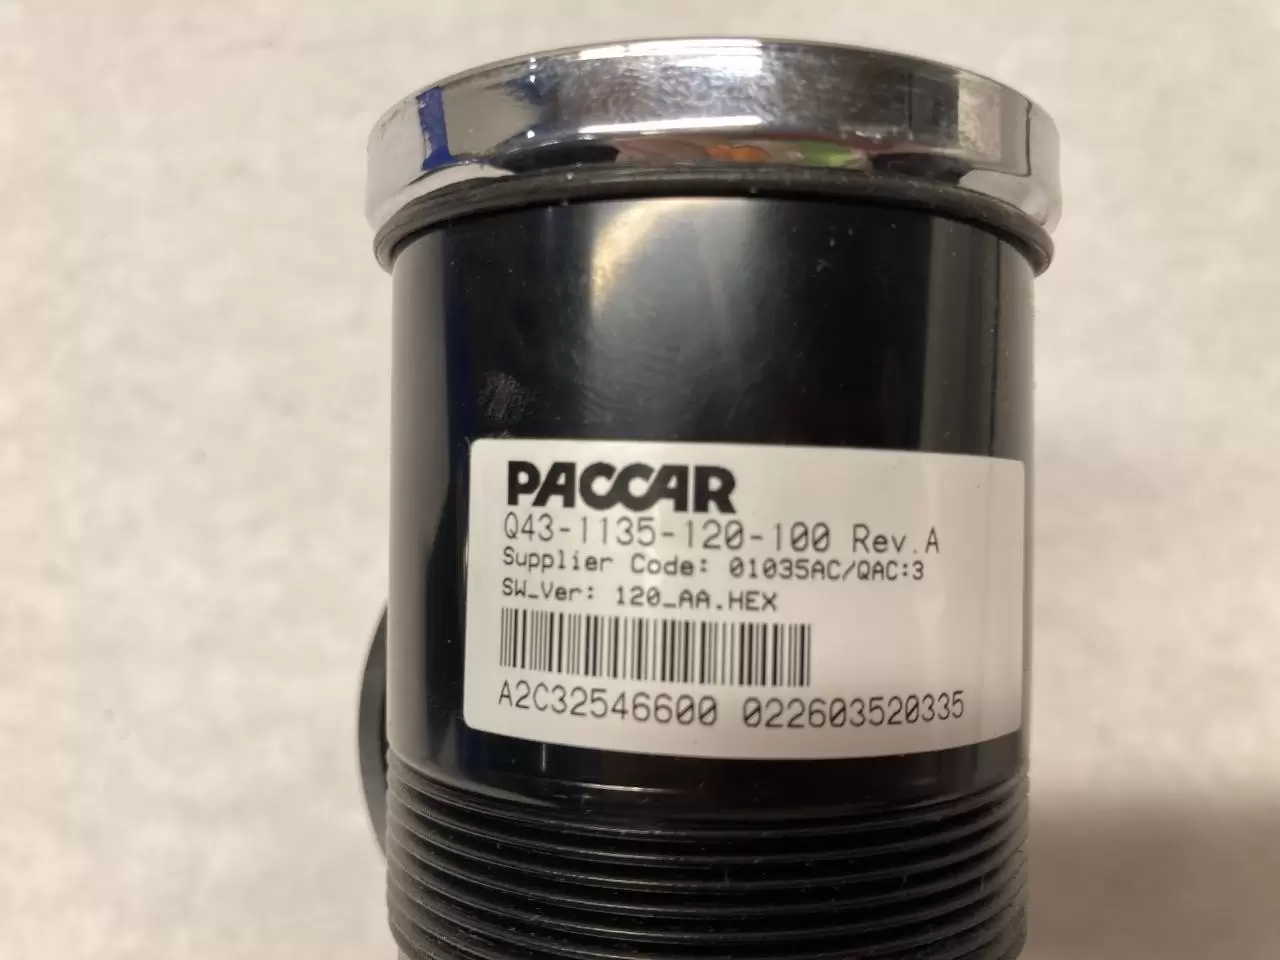 PACCAR
Q43-1135-120-100 Rev.A
Supplier Code: 01035AC/QAC:3
SW_Ver: 120_AA.HEX
A2C32546600 022603520335